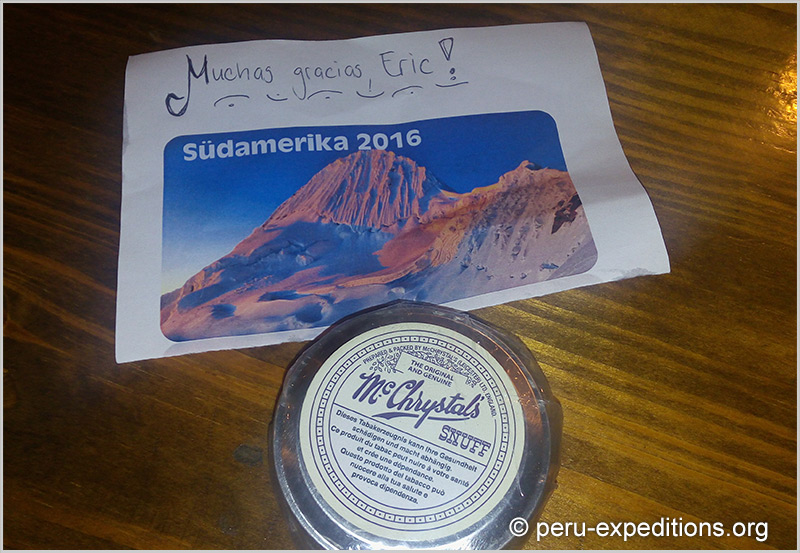 Muchas gracias, Eric!
Südamerika 2016
PREPARED & PACKED BY McCHRYSTAL'S (LEICESTER) LTD. ENGLAND.
THE ORIGINAL
AND GENUINE
McChrystal's
SNUFF
Dieses Tabakerzeugnis kann Ihre Gesundheit
schädigen und macht abhängig.
Ce produit du tabac peut nuire à votre santé
et crée une dépendance.
Questo prodotto del tabacco può
nuocere alla tua salute e
provoca dipendenza.
© peru-expeditions.org